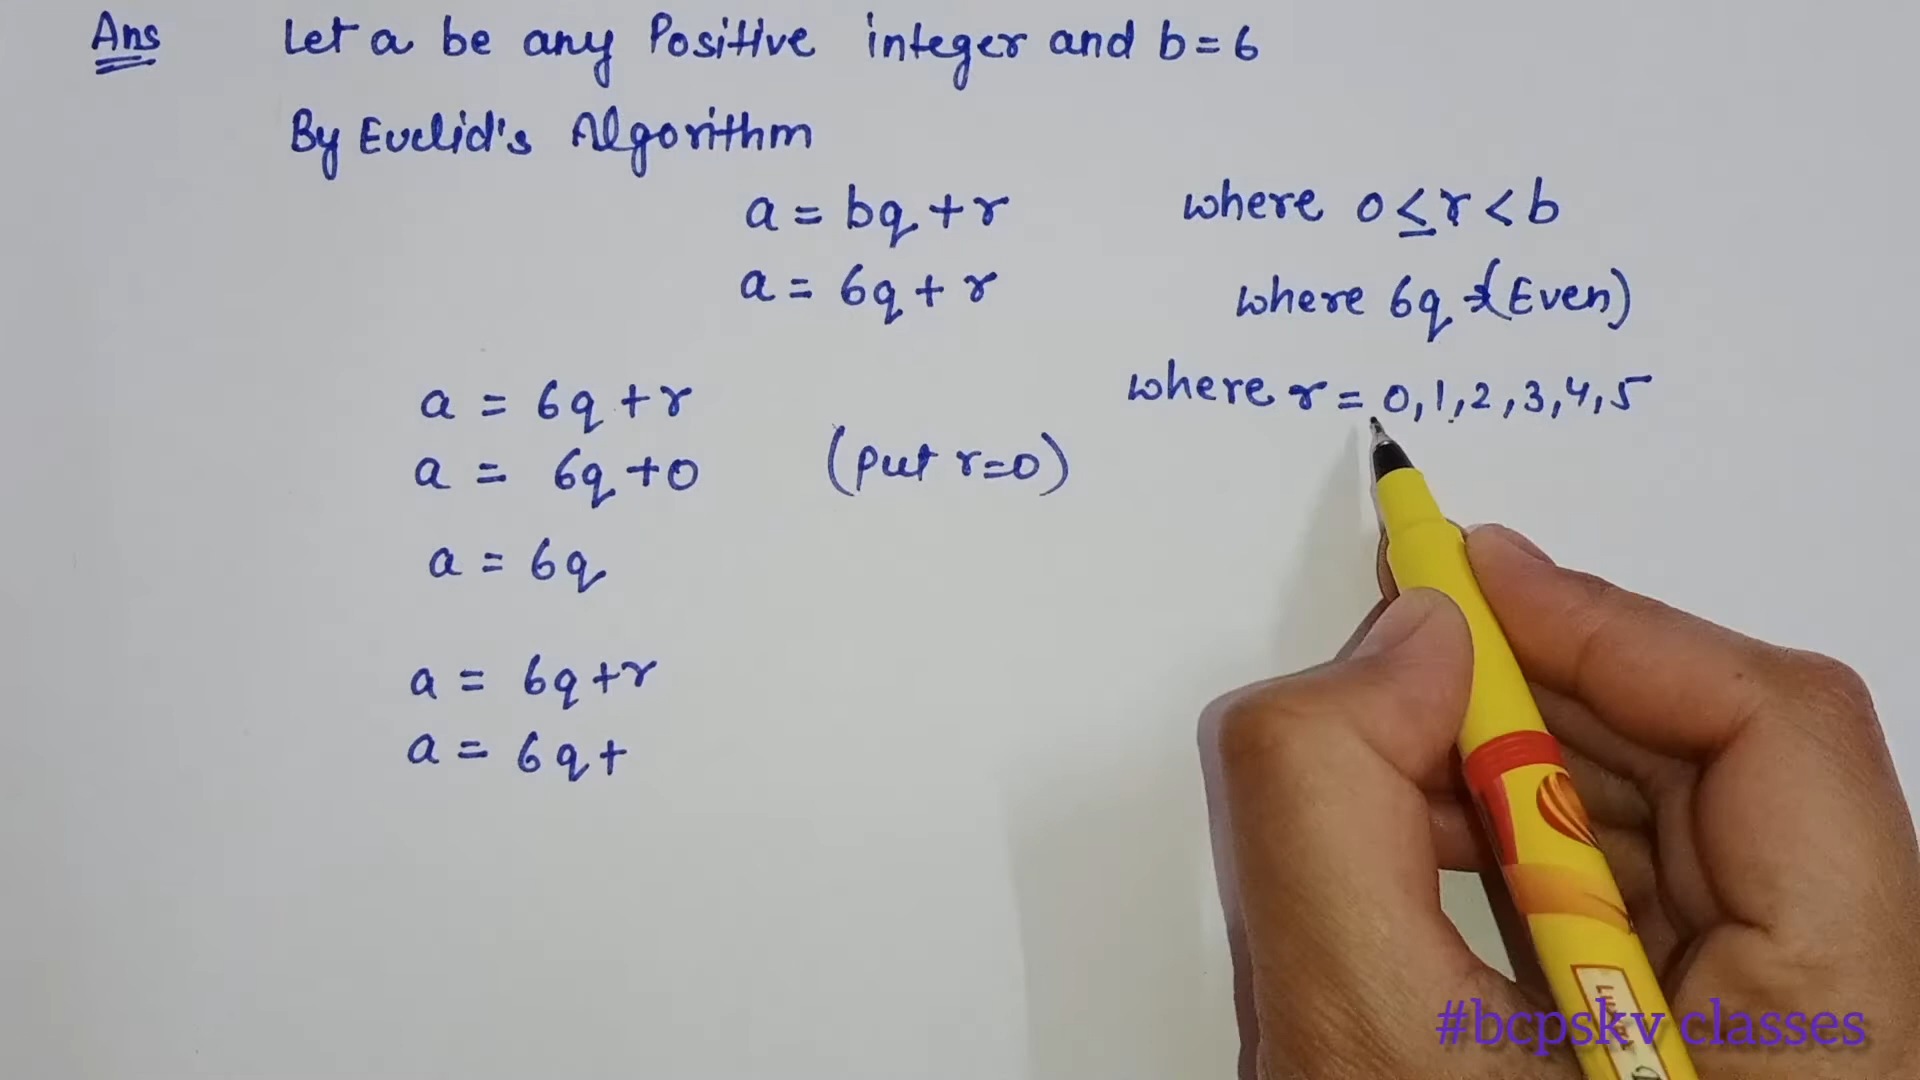 Ans Let a be any Positive integer and b = 6
By Euclid's Algorithm
a = bq + r where 0 ≤ r < b
a = 6q + r where 6q (Even)
where r = 0, 1, 2, 3, 4, 5
a = 6q + r
a = 6q + 0 (Put r=0)
a = 6q
a = 6q + r
a = 6q +
#bcpskv classes